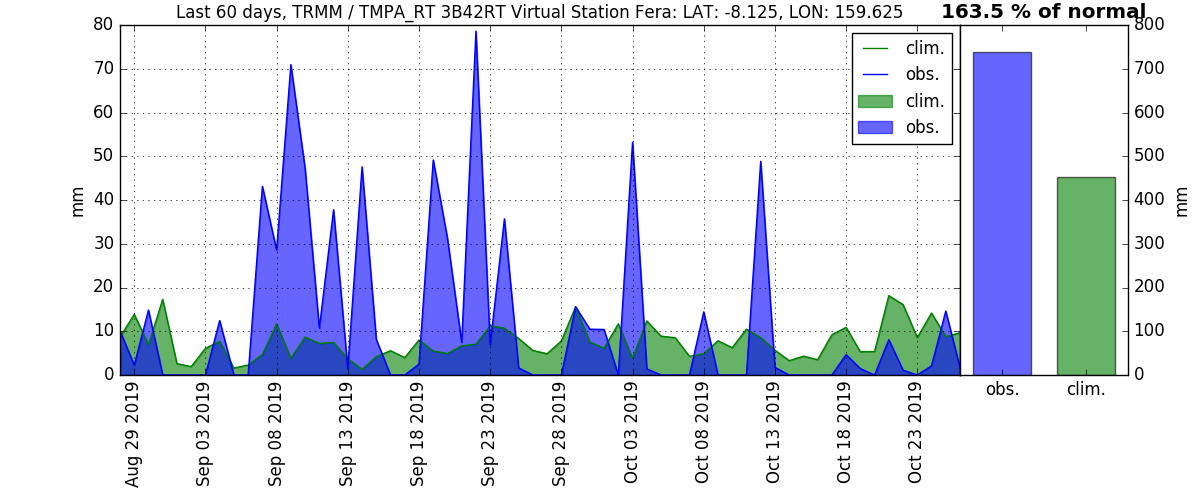 Last 60 days, TRMM / TMPA_RT 3B42RT Virtual Station Fera: LAT: -8.125, LON: 159.625
163.5 % of normal
80
70
60
50
40
30
20
10
0
mm
clim.
obs.
clim.
obs.
800
700
600
500
400
300
200
100
0
mm
Aug 29 2019
Sep 03 2019
Sep 08 2019
Sep 13 2019
Sep 18 2019
Sep 23 2019
Sep 28 2019
Oct 03 2019
Oct 08 2019
Oct 13 2019
Oct 18 2019
Oct 23 2019
obs.
clim.